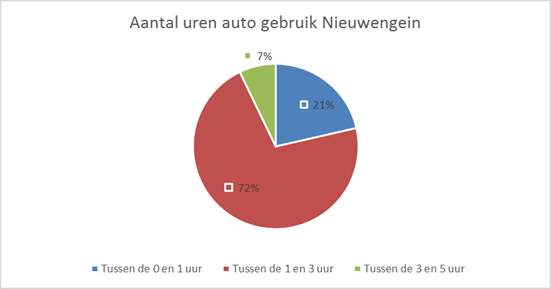 Aantal uren auto gebruik Nieuwengein
7%
21%
72%
Tussen de 0 en 1 uur Tussen de 1 en 3 uur Tussen de 3 en 5 uur